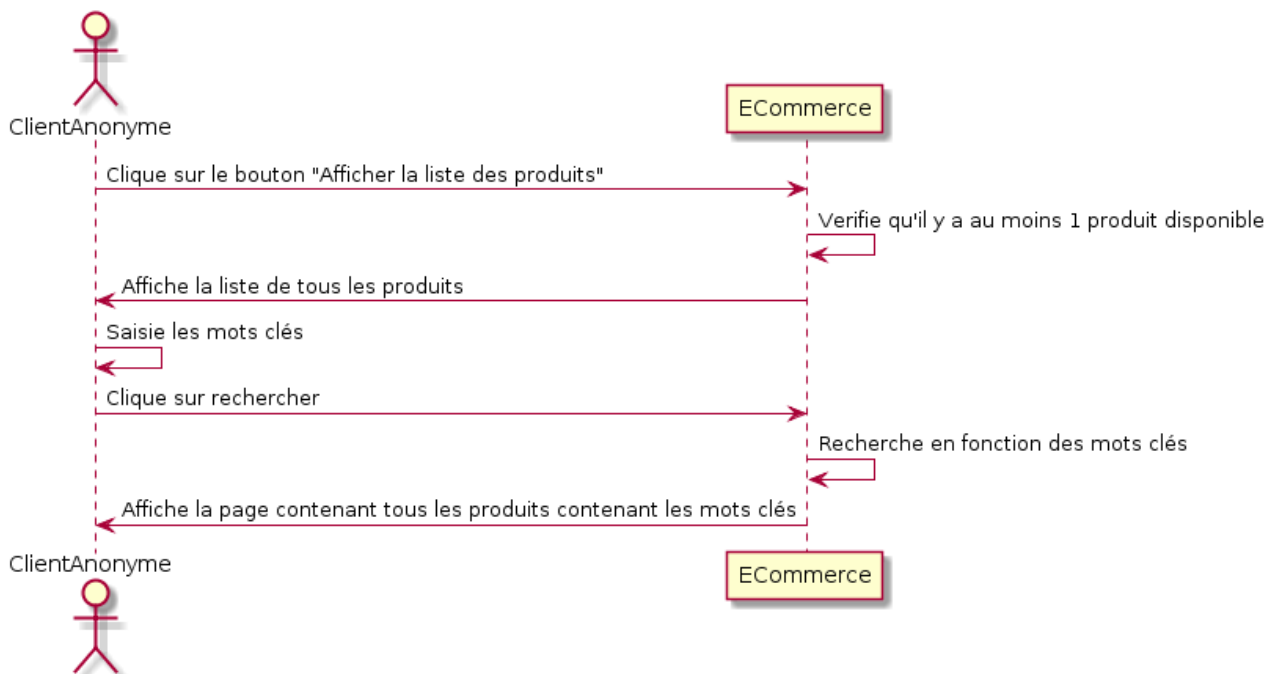 ClientAnonyme
ECommerce
Clique sur le bouton "Afficher la liste des produits"
Verifie qu'il y a au moins 1 produit disponible
Affiche la liste de tous les produits
Saisie les mots clés
Clique sur rechercher
Recherche en fonction des mots clés
Affiche la page contenant tous les produits contenant les mots clés
ClientAnonyme
ECommerce